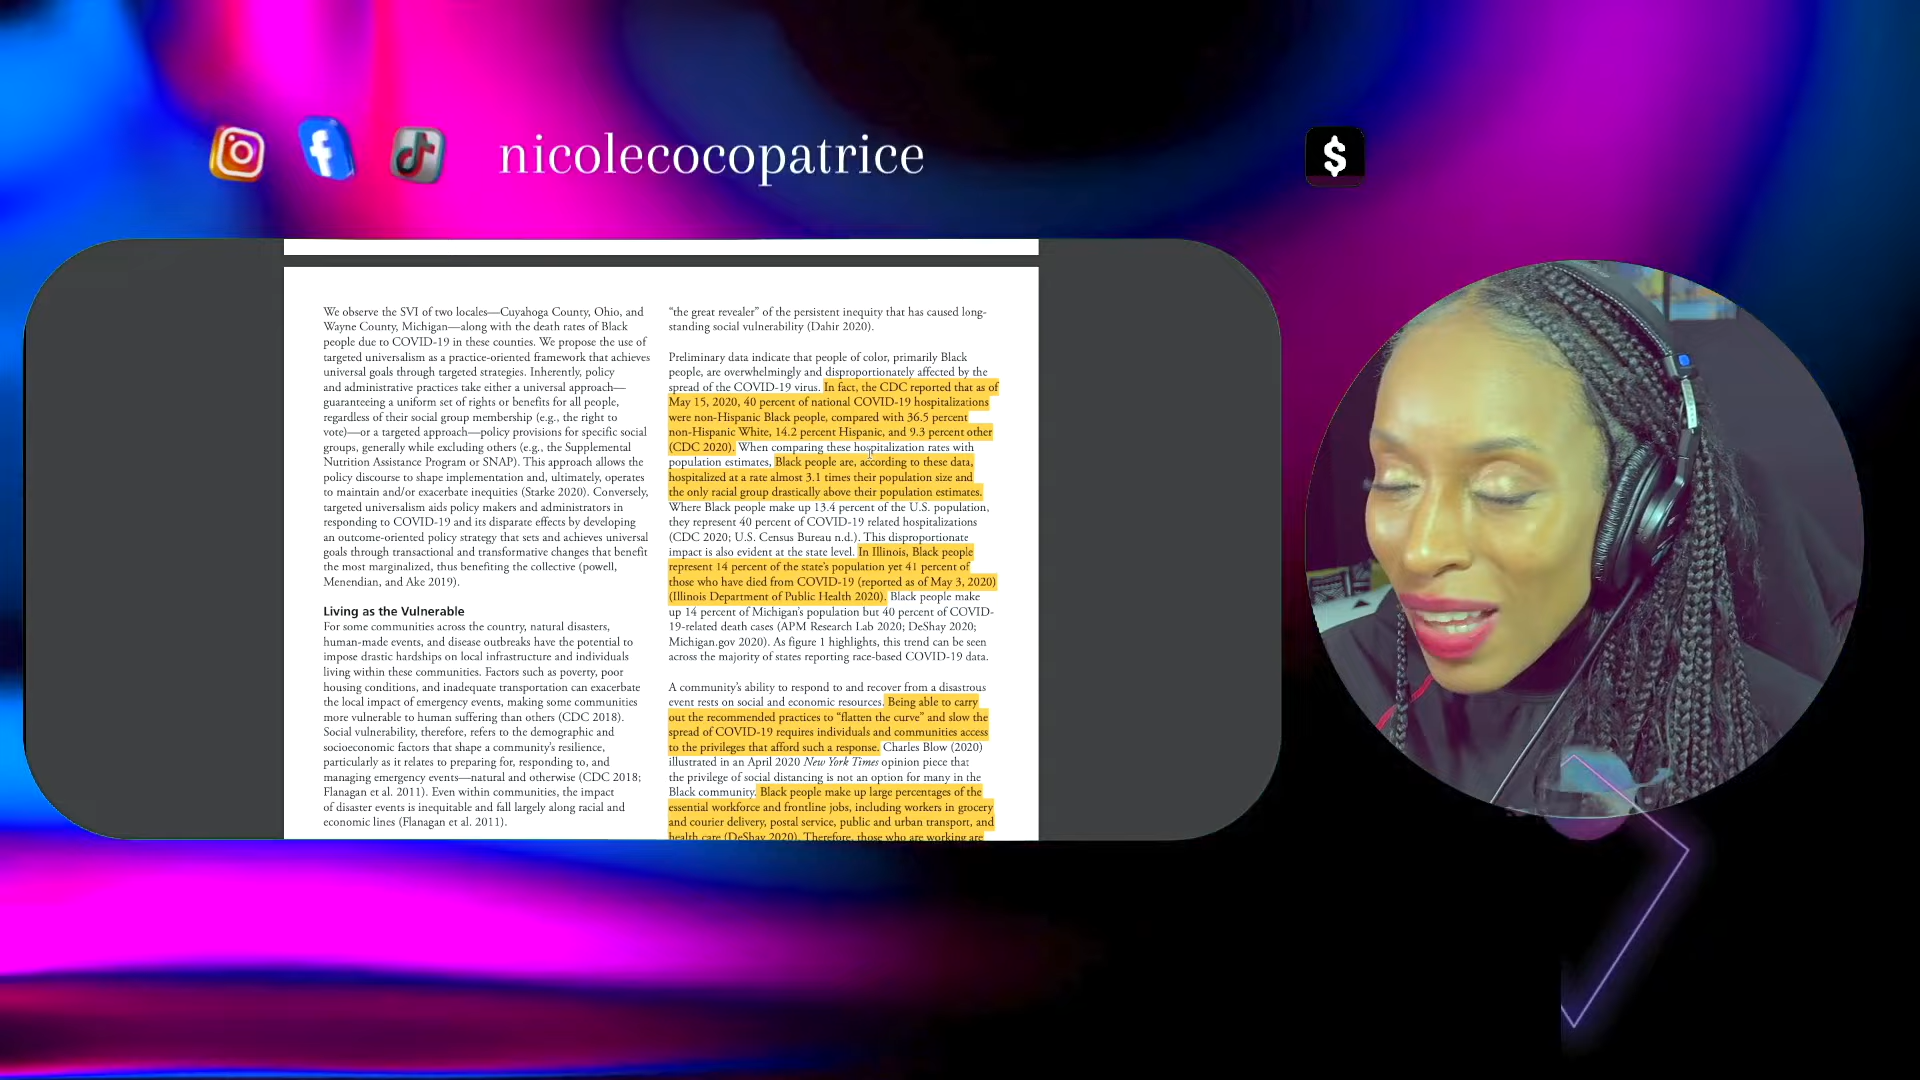 nicolecocopatrice
$
We observe the SVI of two locales—Cuyahoga County, Ohio, and
Wayne County, Michigan—along with the death rates of Black
people due to COVID-19 in these counties. We propose the use of
targeted universalism as a practice-oriented framework that achieves
universal goals through targeted strategies. Inherently, policy
and administrative practices take either a universal approach—
guaranteeing a uniform set of rights or benefits for all people,
regardless of their social group membership (e.g., the right to
vote)—or a targeted approach—policy provisions for specific social
groups, generally while excluding others (e.g., the Supplemental
Nutrition Assistance Program or SNAP). This approach allows the
policy discourse to shape implementation and, ultimately, operates
to maintain and/or exacerbate inequities (Starke 2020). Conversely,
targeted universalism aids policy makers and administrators in
responding to COVID-19 and its disparate effects by developing
an outcome-oriented policy strategy that sets and achieves universal
goals through transactional and transformative changes that benefit
the most marginalized, thus benefiting the collective (powell,
Menendian, and Ake 2019).
Living as the Vulnerable
For some communities across the country, natural disasters,
human-made events, and disease outbreaks have the potential to
impose drastic hardships on local infrastructure and individuals
living within these communities. Factors such as poverty, poor
housing conditions, and inadequate transportation can exacerbate
the local impact of emergency events, making some communities
more vulnerable to human suffering than others (CDC 2018).
Social vulnerability, therefore, refers to the demographic and
socioeconomic factors that shape a community's resilience,
particularly as it relates to preparing for, responding to, and
managing emergency events—natural and otherwise (CDC 2018;
Flanagan et al. 2011). Even within communities, the impact
of disaster events is inequitable and fall largely along racial and
economic lines (Flanagan et al. 2011).
“the great revealer” of the persistent inequity that has caused long-
standing social vulnerability (Dahir 2020).
Preliminary data indicate that people of color, primarily Black
people, are overwhelmingly and disproportionately affected by the
spread of the COVID-19 virus. In fact, the CDC reported that as of
May 15, 2020, 40 percent of national COVID-19 hospitalizations
were non-Hispanic Black people, compared with 36.5 percent
non-Hispanic White, 14.2 percent Hispanic, and 9.3 percent other
(CDC 2020). When comparing these hospitalization rates with
population estimates, Black people are, according to these data,
hospitalized at a rate almost 3.1 times their population size and
the only racial group drastically above their population estimates.
Where Black people make up 13.4 percent of the U.S. population,
they represent 40 percent of COVID-19 related hospitalizations
(CDC 2020; U.S. Census Bureau n.d.). This disproportionate
impact is also evident at the state level. In Illinois, Black people
represent 14 percent of the state's population yet 41 percent of
those who have died from COVID-19 (reported as of May 3, 2020)
(Illinois Department of Public Health 2020). Black people make
up 14 percent of Michigan's population but 40 percent of COVID-
19-related death cases (APM Research Lab 2020; DeShay 2020;
Michigan.gov 2020). As figure 1 highlights, this trend can be seen
across the majority of states reporting race-based COVID-19 data.
A community's ability to respond to and recover from a disastrous
event rests on social and economic resources. Being able to carry
out the recommended practices to “flatten the curve” and slow the
spread of COVID-19 requires individuals and communities access
to the privileges that afford such a response. Charles Blow (2020)
illustrated in an April 2020 New York Times opinion piece that
the privilege of social distancing is not an option for many in the
Black community. Black people make up large percentages of the
essential workforce and frontline jobs, including workers in grocery
and courier delivery, postal service, public and urban transport, and
health care (DeShay 2020). Therefore, those who are working are